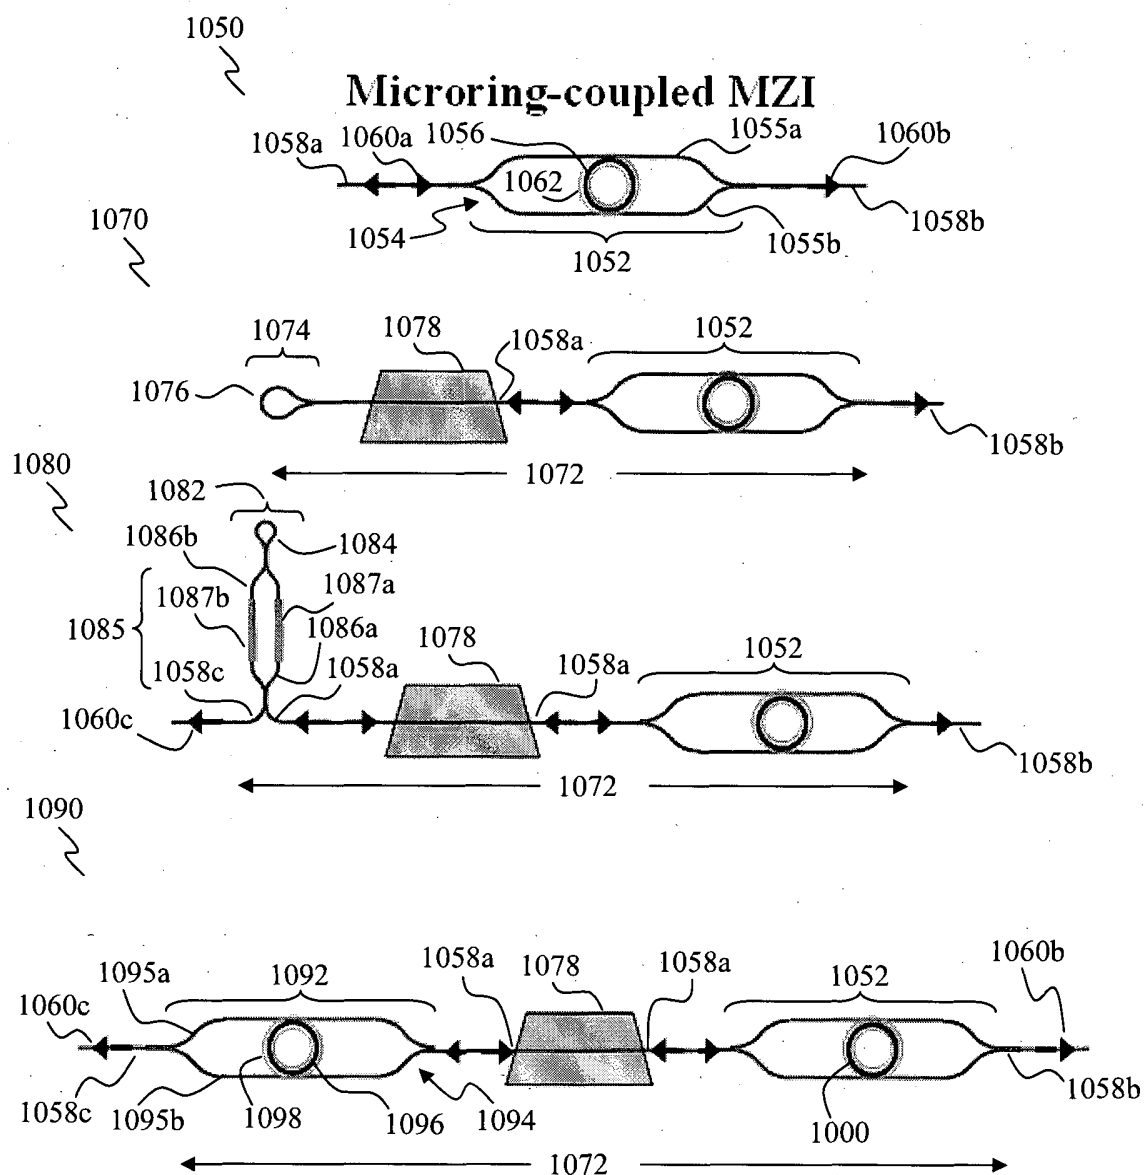 1050
Microring-coupled MZI
1058a 1060a 1056 1055a 1060b
1062
1070
1054 1052 1055b 1058b
1074 1078 1058a 1052
1076
1058b
1080 1072
1082
1086b 1084
1087b 1087a
1085 1086a 1078 1052
1058c 1058a 1058a
1060c
1058b
1072
1090
1095a 1092 1058a 1078 1058a 1052 1060b
1060c
1058c 1095b 1098 1096 1094 1000 1058b
1072